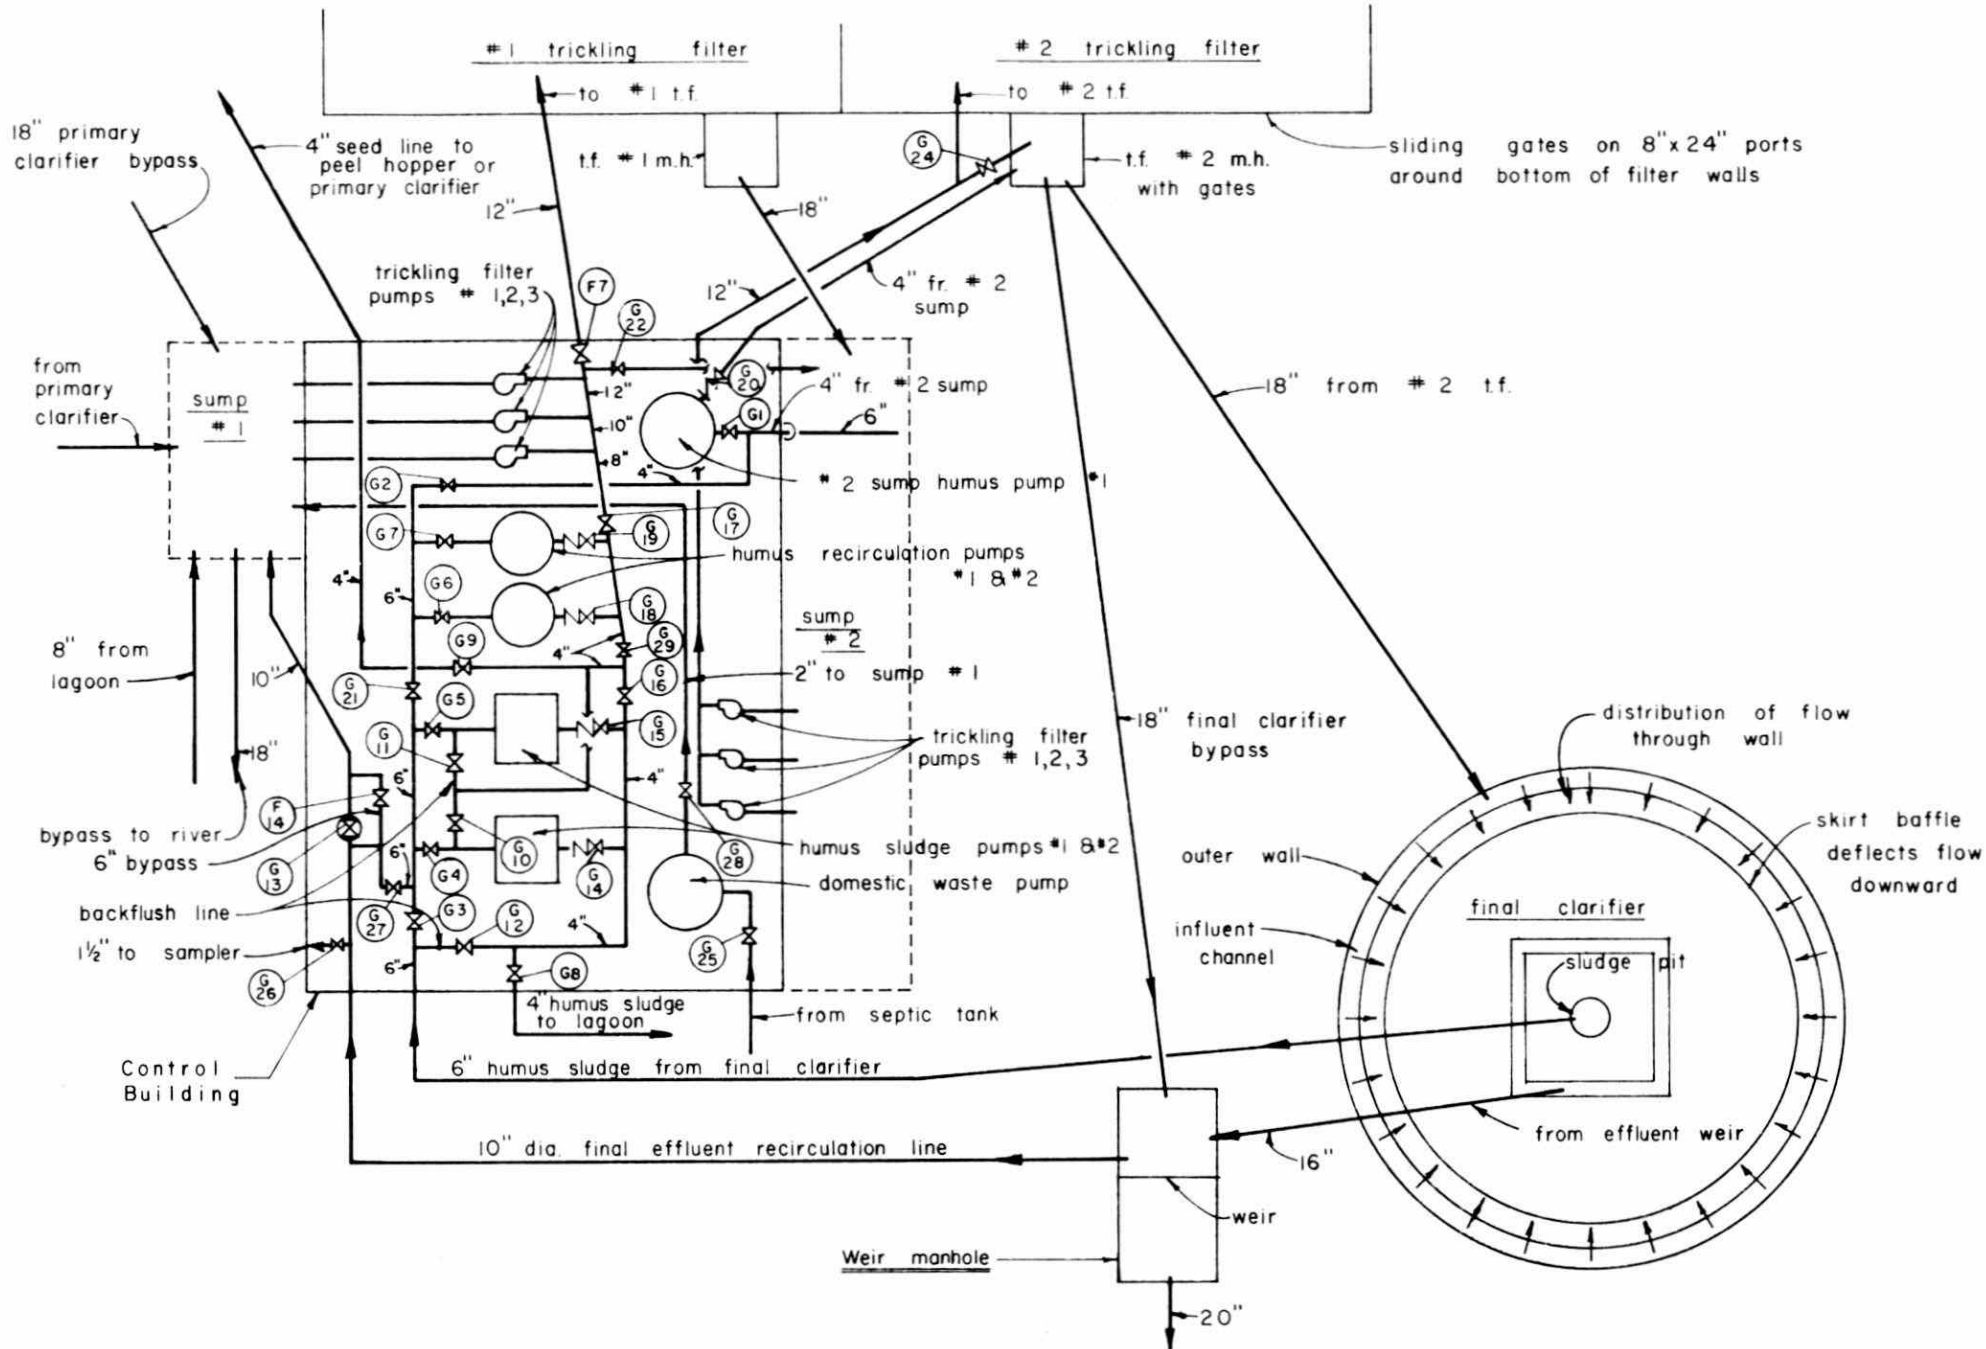 # 1 trickling filter
# 2 trickling filter
to # 1 t.f.
to # 2 t.f.
18" primary
clarifier bypass
4" seed line to
peel hopper or
primary clarifier
t.f. # 1 m.h.
G
24
t.f. # 2 m.h.
with gates
sliding gates on 8" x 24" ports
around bottom of filter walls
12"
18"
trickling filter
pumps # 1,2,3
F7
G
22
12"
4" fr. # 2
sump
from
primary
clarifier
sump
# 1
12"
10"
8"
G
20
G1
4" fr. # 2 sump
6"
18" from # 2 t.f.
G2
4"
# 2 sump humus pump #1
G7
G
19
G
17
humus recirculation pumps
#1 & #2
4"
6"
G6
G
18
G9
4"
4"
G
29
sump
# 2
8" from
lagoon
10"
G
21
G5
G
16
2" to sump # 1
G
11
G
15
18"
18" final clarifier
bypass
distribution of flow
through wall
trickling filter
pumps # 1,2,3
6"
4"
F
14
bypass to river
6" bypass
G
13
6"
G4
G
10
G
14
G
28
humus sludge pumps #1 & #2
domestic waste pump
skirt baffle
deflects flow
downward
outer wall
backflush line
G
27
G3
G
12
4"
G
25
final clarifier
influent
channel
1½" to sampler
G
26
6"
G8
sludge pit
4" humus sludge
to lagoon
from septic tank
Control
Building
6" humus sludge from final clarifier
10" dia. final effluent recirculation line
from effluent weir
16"
weir
Weir manhole
20"